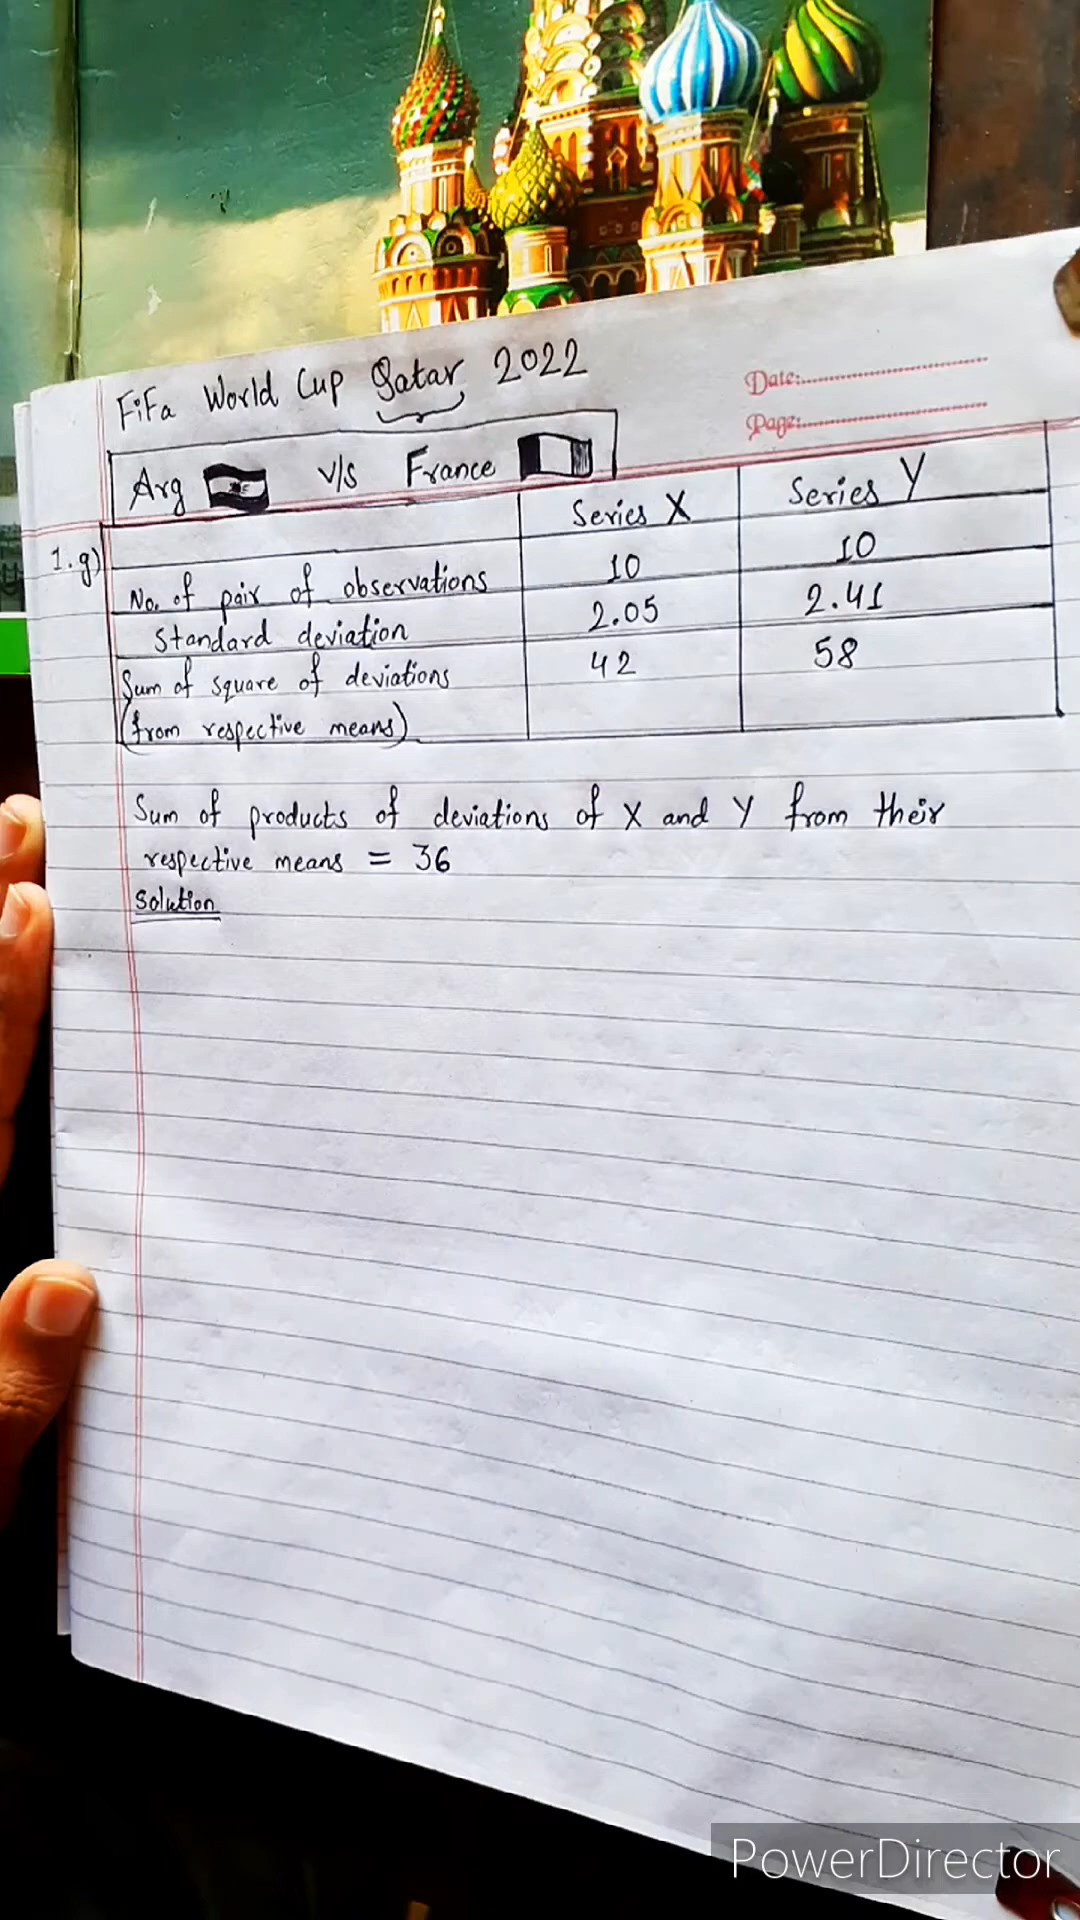 FiFa World Cup Qatar 2022
Date:
Page:
Arg v/s France
Series X Series Y
1.g)
No. of pair of observations 10 10
Standard deviation 2.05 2.41
Sum of square of deviations 42 58
(from respective means)
Sum of products of deviations of X and Y from their
respective means = 36
Solution
PowerDirector